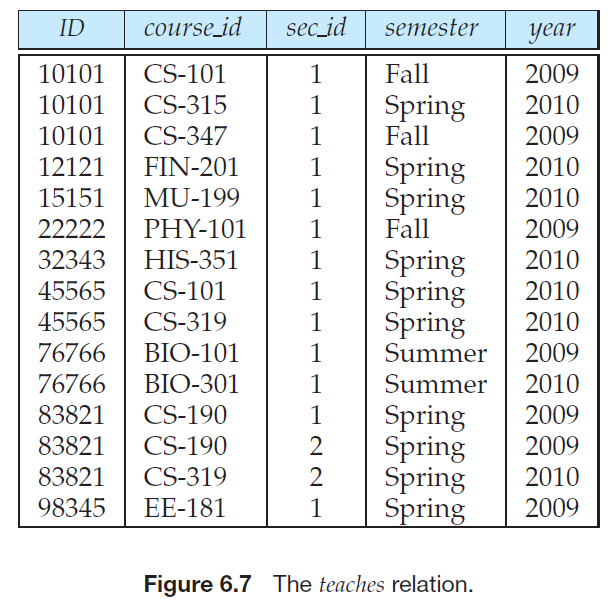 ID course_id sec_id semester year
10101 CS-101 1 Fall 2009
10101 CS-315 1 Spring 2010
10101 CS-347 1 Fall 2009
12121 FIN-201 1 Spring 2010
15151 MU-199 1 Spring 2010
22222 PHY-101 1 Fall 2009
32343 HIS-351 1 Spring 2010
45565 CS-101 1 Spring 2010
45565 CS-319 1 Spring 2010
76766 BIO-101 1 Summer 2009
76766 BIO-301 1 Summer 2010
83821 CS-190 1 Spring 2009
83821 CS-190 2 Spring 2009
83821 CS-319 2 Spring 2010
98345 EE-181 1 Spring 2009
Figure 6.7 The teaches relation.